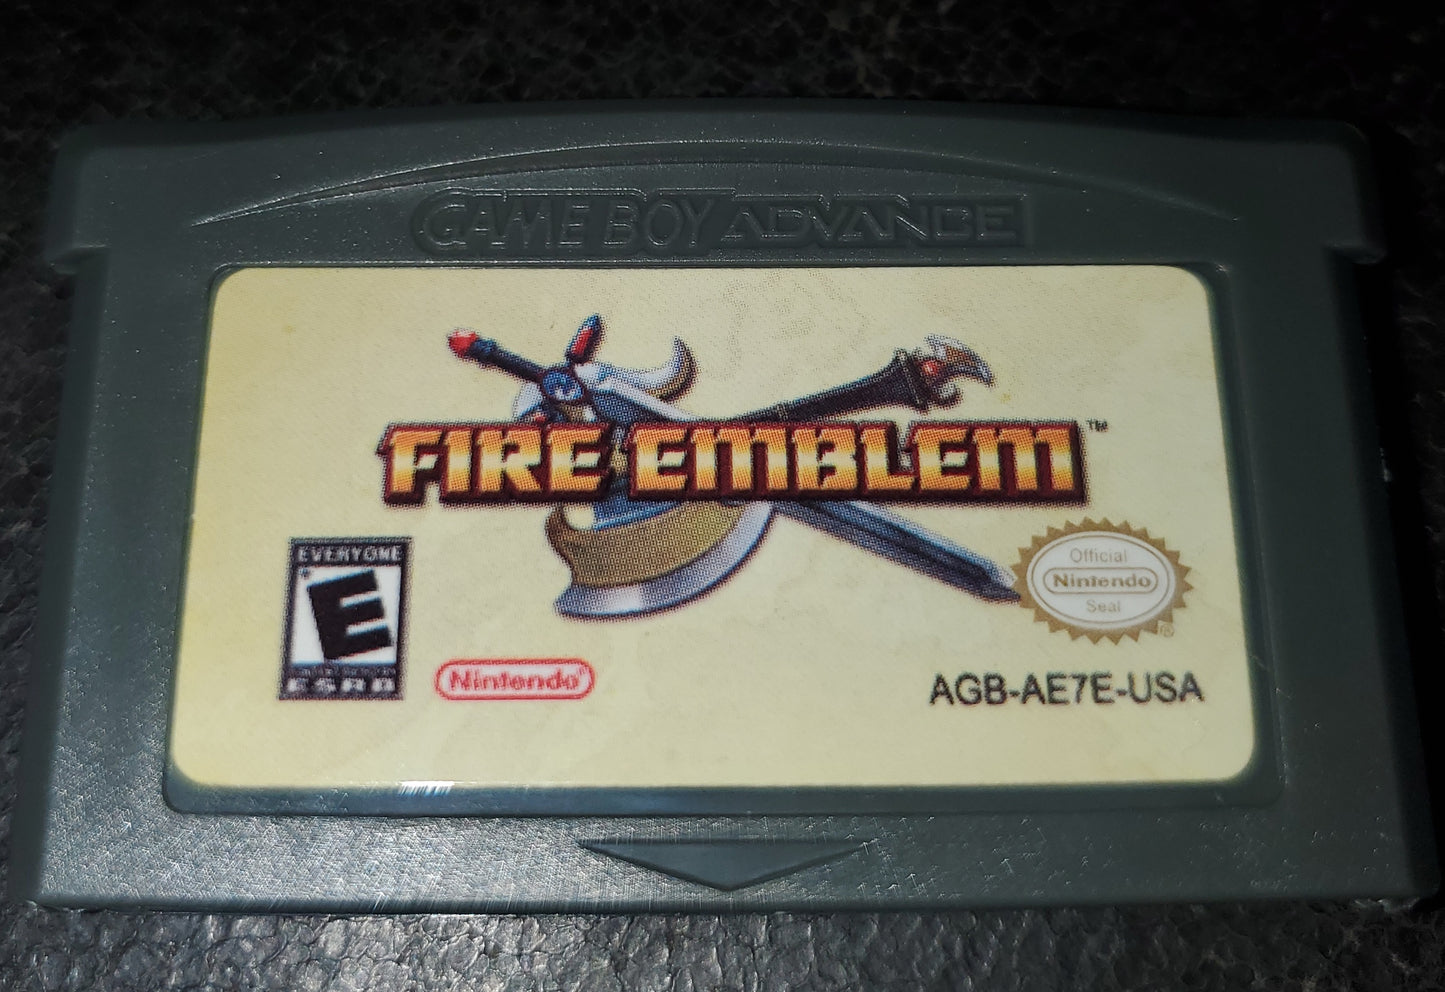 GAME BOY ADVANCE
FIRE EMBLEM™
EVERYONE
E
ESRB
Nintendo®
Official
Nintendo
Seal
®
AGB-AE7E-USA